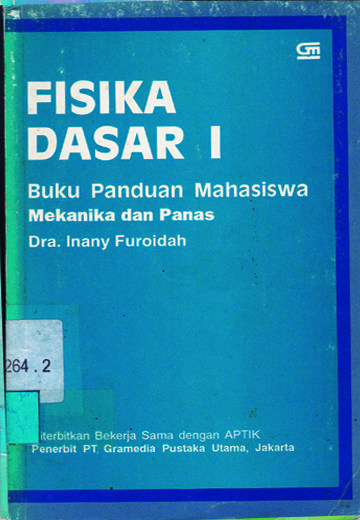 GM
FISIKA
DASAR I
Buku Panduan Mahasiswa
Mekanika dan Panas
Dra. Inany Furoidah
264.2
iterbitkan Bekerja Sama dengan APTIK
Penerbit PT Gramedia Pustaka Utama, Jakarta